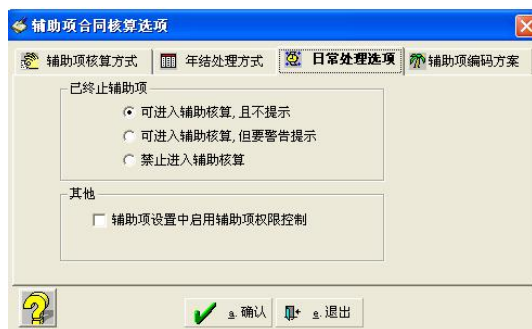 辅助项合同核算选项
辅助项核算方式 年结处理方式 日常处理选项 辅助项编码方案
已终止辅助项
可进入辅助核算,且不提示
可进入辅助核算,但要警告提示
禁止进入辅助核算
其他
辅助项设置中启用辅助项权限控制
a.确认 e.退出